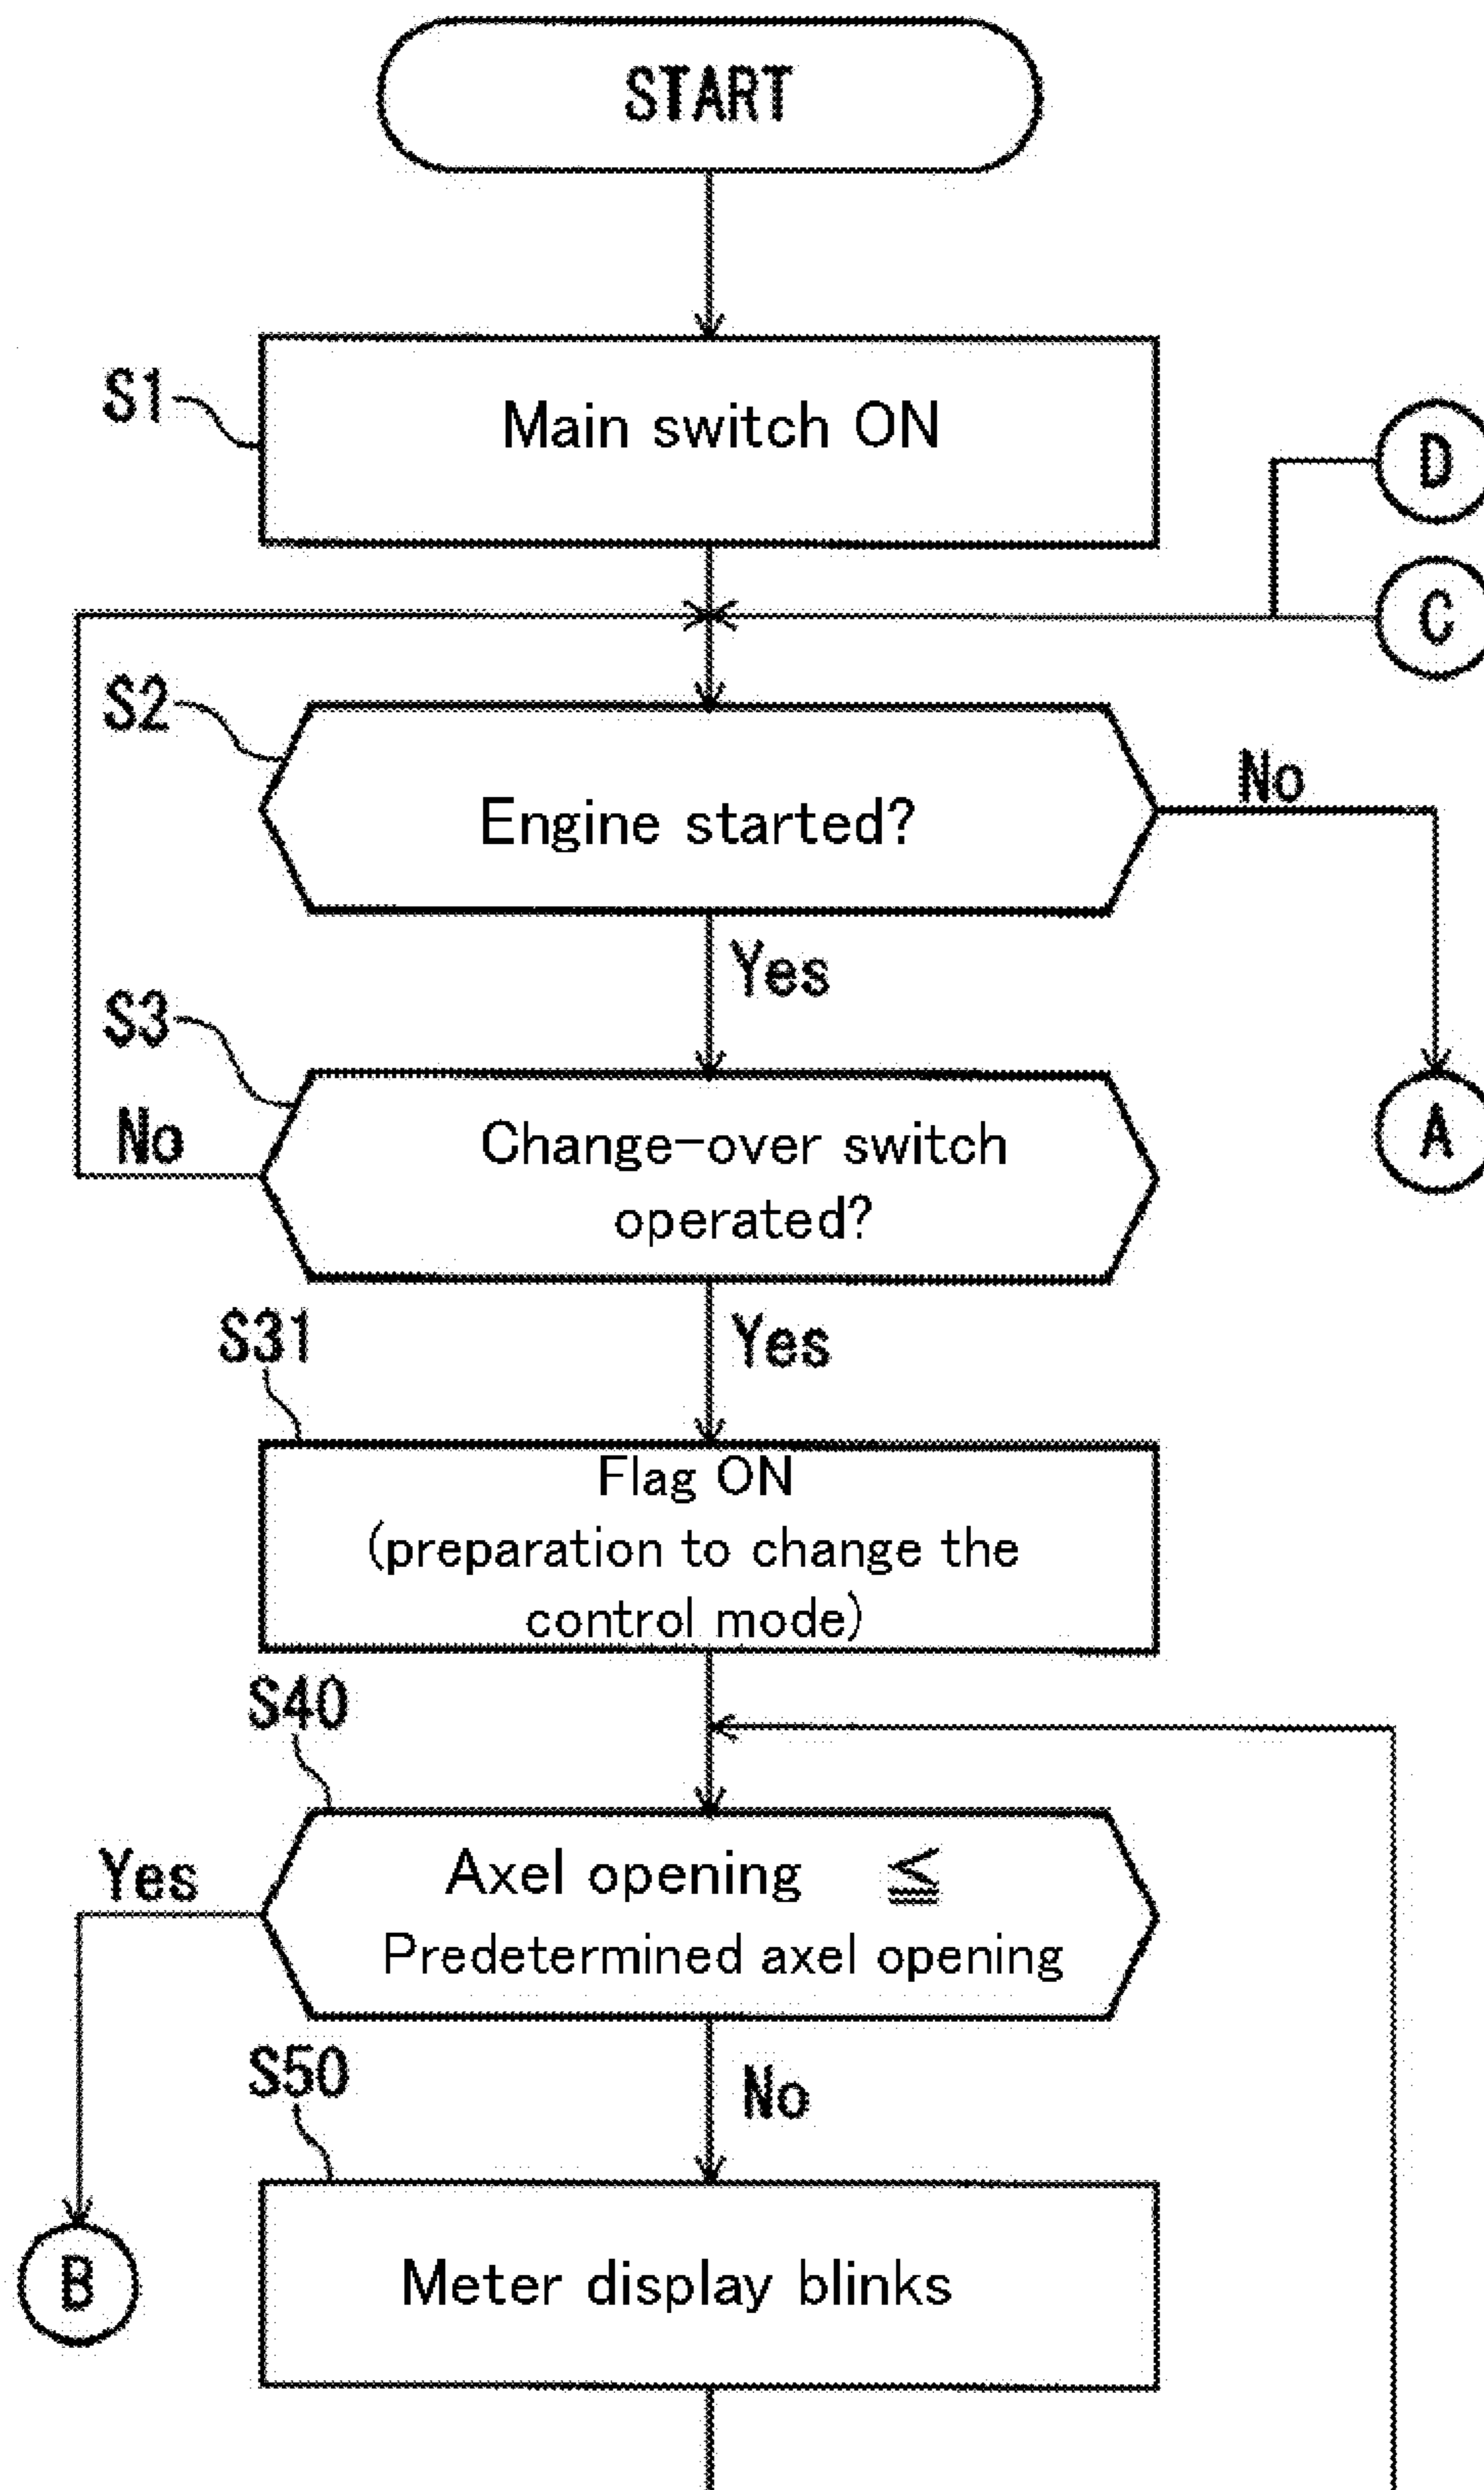 START
S1
Main switch ON
D
C
S2
Engine started?
No
Yes
S3
Change-over switch
operated?
No
A
Yes
S31
Flag ON
(preparation to change the
control mode)
S40
Axel opening ≦
Predetermined axel opening
Yes
No
S50
Meter display blinks
B